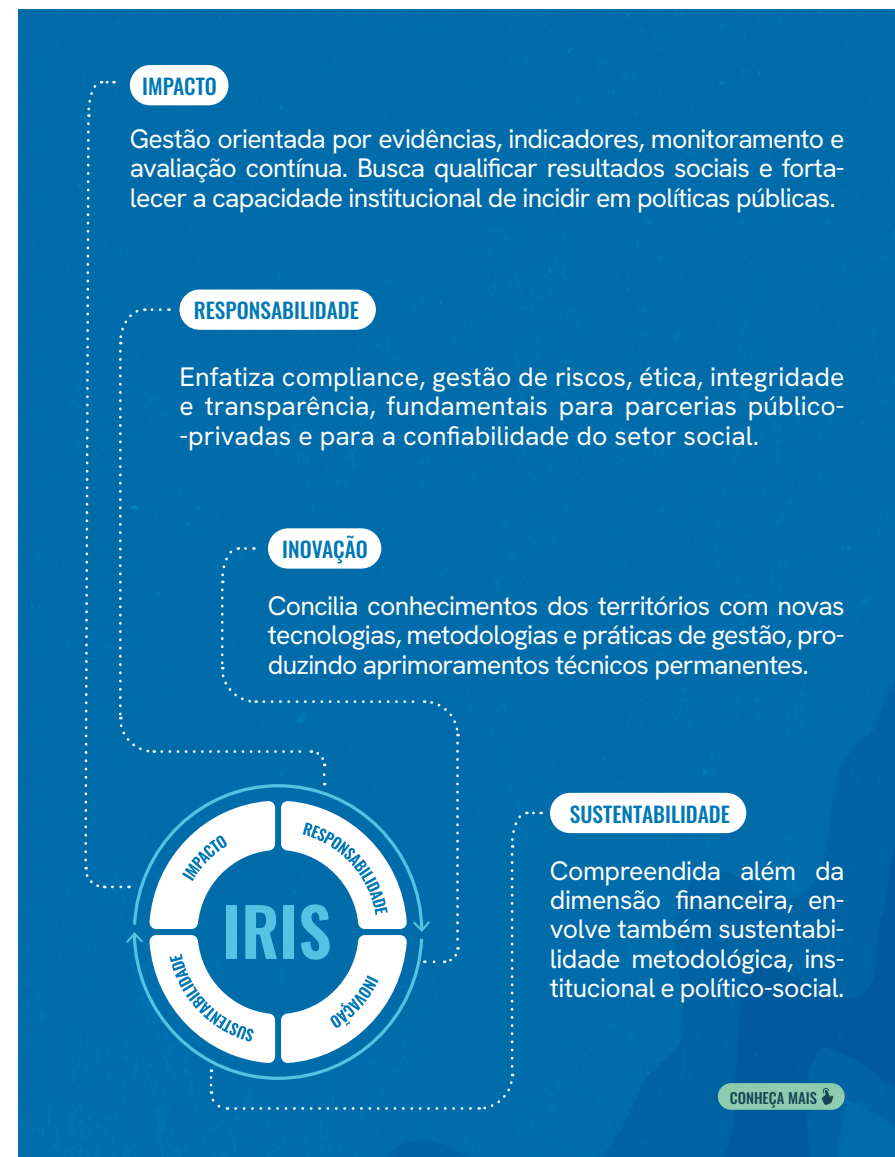 IMPACTO
Gestão orientada por evidências, indicadores, monitoramento e
avaliação contínua. Busca qualificar resultados sociais e forta-
lecer a capacidade institucional de incidir em políticas públicas.
RESPONSABILIDADE
Enfatiza compliance, gestão de riscos, ética, integridade
e transparência, fundamentais para parcerias público-
-privadas e para a confiabilidade do setor social.
INOVAÇÃO
Concilia conhecimentos dos territórios com novas
tecnologias, metodologias e práticas de gestão, pro-
duzindo aprimoramentos técnicos permanentes.
SUSTENTABILIDADE
Compreendida além da
dimensão financeira, en-
volve também sustentabi-
lidade metodológica, ins-
titucional e político-social.
IMPACTO
RESPONSABILIDADE
IRIS
SUSTENTABILIDADE
INOVAÇÃO
CONHEÇA MAIS